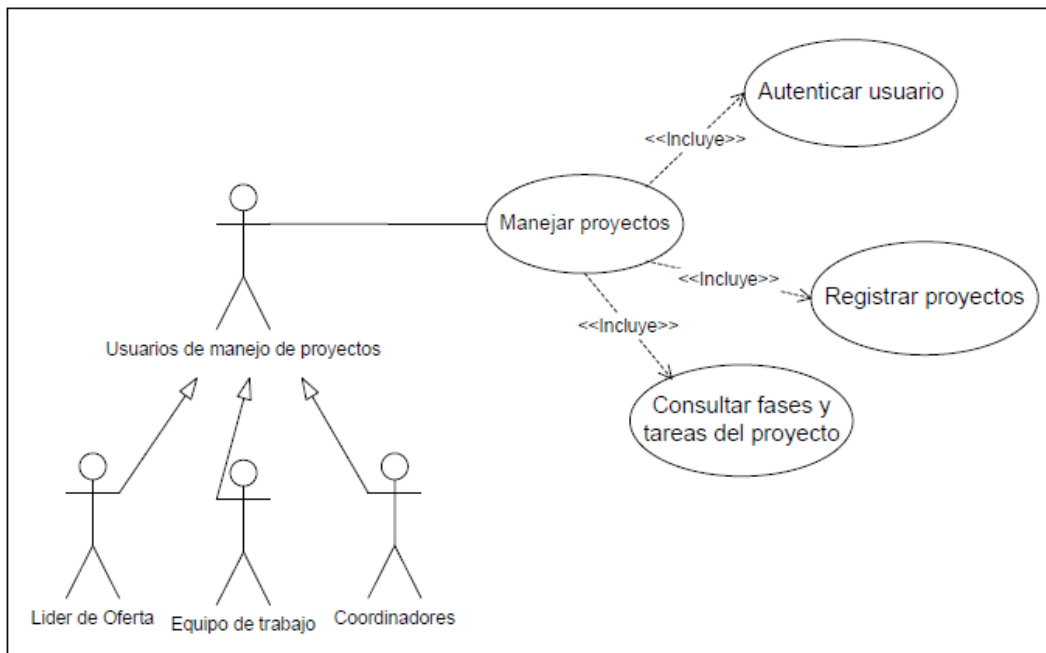 Autenticar usuario
<<Incluye>>
Manejar proyectos
<<Incluye>>
Registrar proyectos
<<Incluye>>
Usuarios de manejo de proyectos
Consultar fases y
tareas del proyecto
Lider de Oferta
Equipo de trabajo
Coordinadores